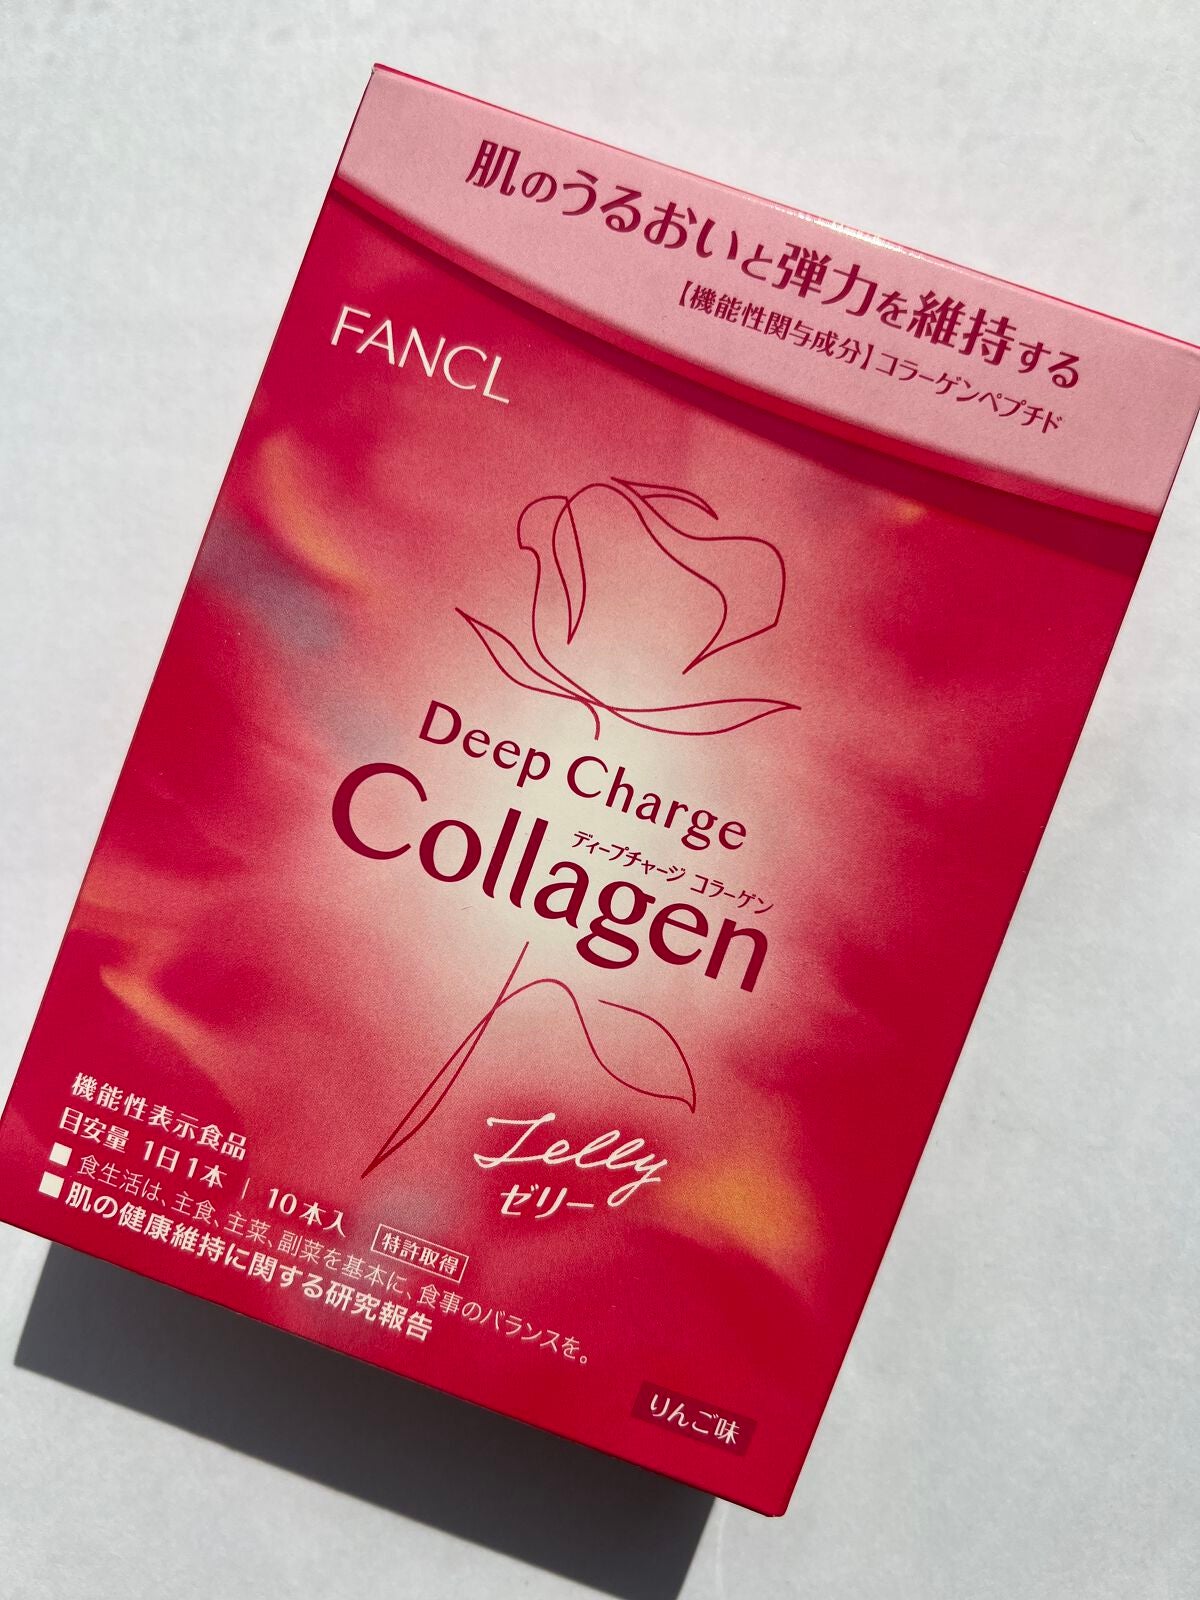 肌のうるおいと弾力を維持する
【機能性関与成分】コラーゲンペプチド
FANCL
Deep Charge
Collagen
ディープチャージ コラーゲン
Jelly
ゼリー
機能性表示食品
目安量 1日1本 | 10本入 特許取得
■ 食生活は、主食、主菜、副菜を基本に、食事のバランスを。
■ 肌の健康維持に関する研究報告
りんご味